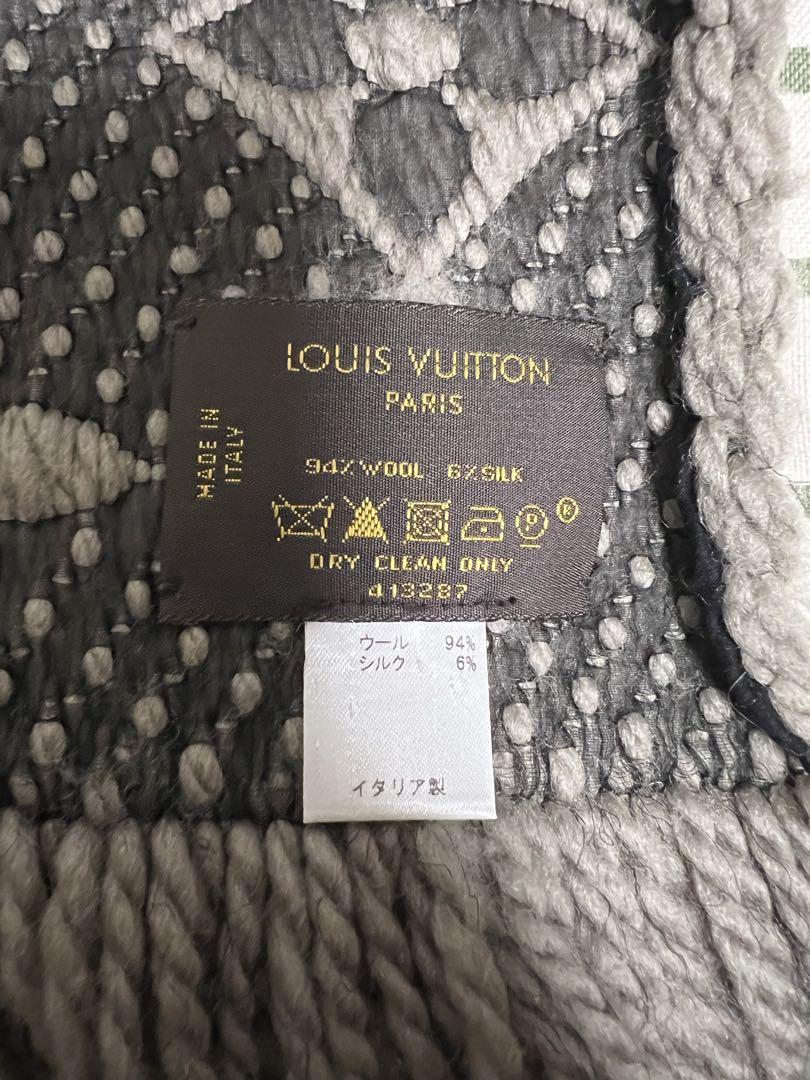 LOUIS VUITTON
PARIS
MADE IN
ITALY
94% WOOL 6% SILK
P ®
DRY CLEAN ONLY
413287
ウール 94%
シルク 6%
イタリア製